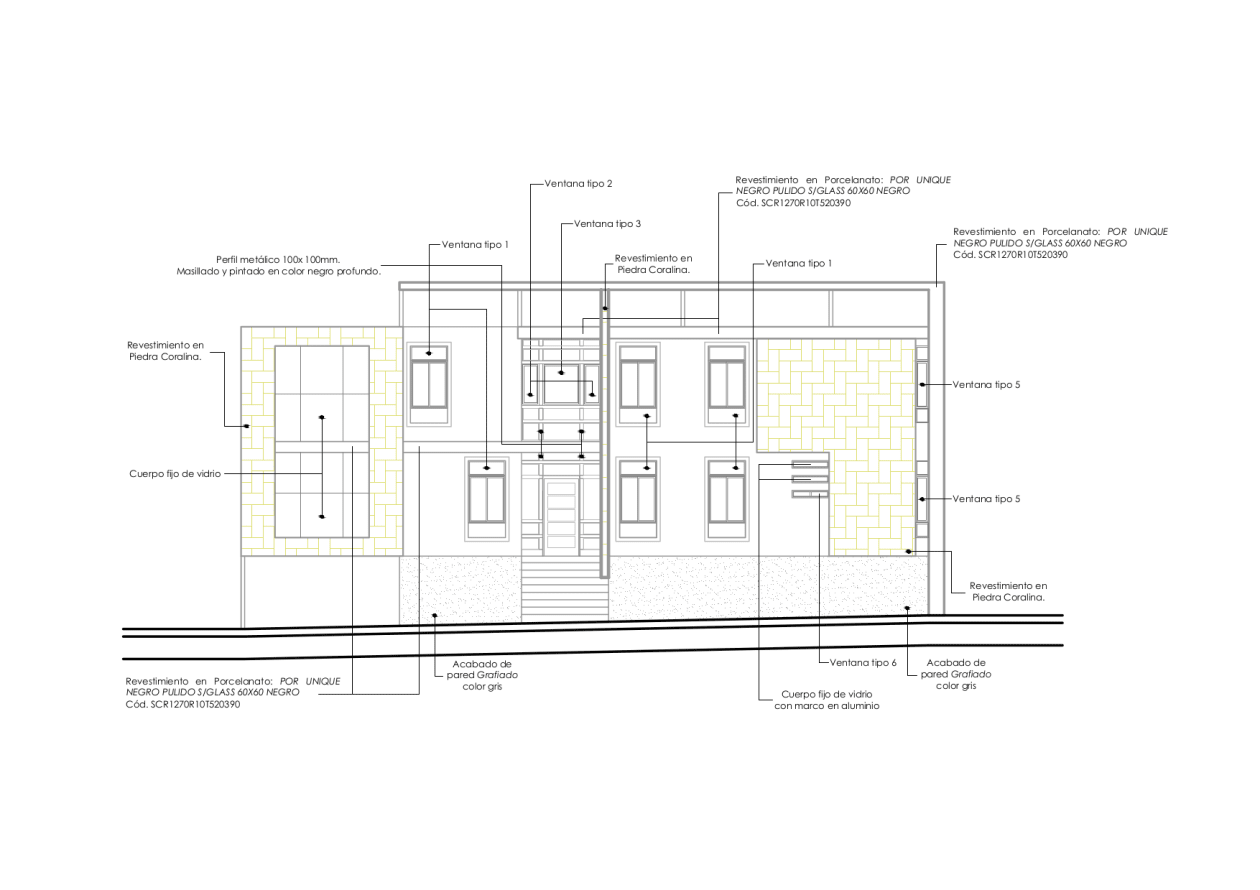 Ventana tipo 2
Revestimiento en Porcelanato: POR UNIQUE
NEGRO PULIDO S/GLASS 60X60 NEGRO
Cód. SCR1270R10T520390
Ventana tipo 3
Revestimiento en Porcelanato: POR UNIQUE
NEGRO PULIDO S/GLASS 60X60 NEGRO
Cód. SCR1270R10T520390
Ventana tipo 1
Perfil metálico 100x 100mm.
Masillado y pintado en color negro profundo.
Revestimiento en
Piedra Coralina.
Ventana tipo 1
Revestimiento en
Piedra Coralina.
Ventana tipo 5
Cuerpo fijo de vidrio
Ventana tipo 5
Revestimiento en
Piedra Coralina.
Acabado de
pared Grafiado
color gris
Ventana tipo 6
Acabado de
pared Grafiado
color gris
Revestimiento en Porcelanato: POR UNIQUE
NEGRO PULIDO S/GLASS 60X60 NEGRO
Cód. SCR1270R10T520390
Cuerpo fijo de vidrio
con marco en aluminio